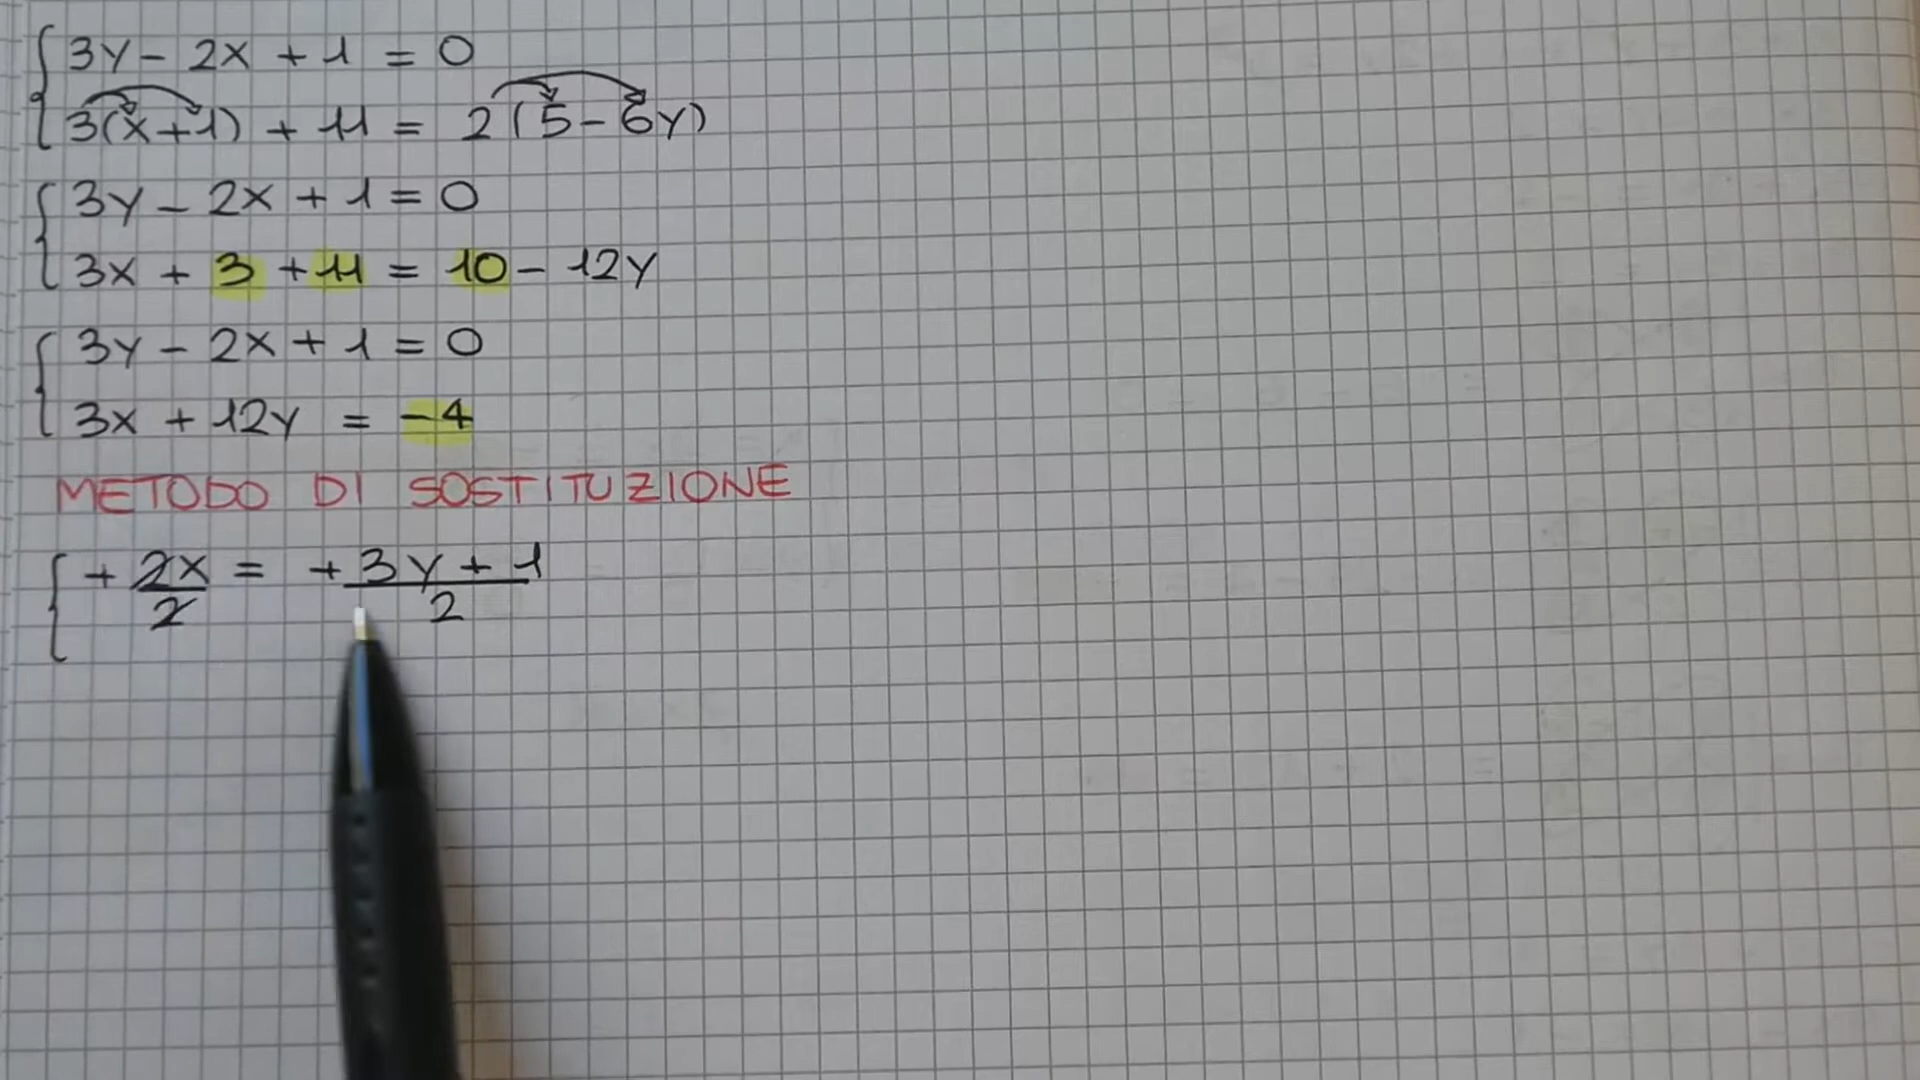 3y - 2x + 1 = 0
3(x+1) + 11 = 2(5 - 6y)
3y - 2x + 1 = 0
3x + 3 + 11 = 10 - 12y
3y - 2x + 1 = 0
3x + 12y = -4
METODO DI SOSTITUZIONE
+ 2x = + 3y + 1
2 2